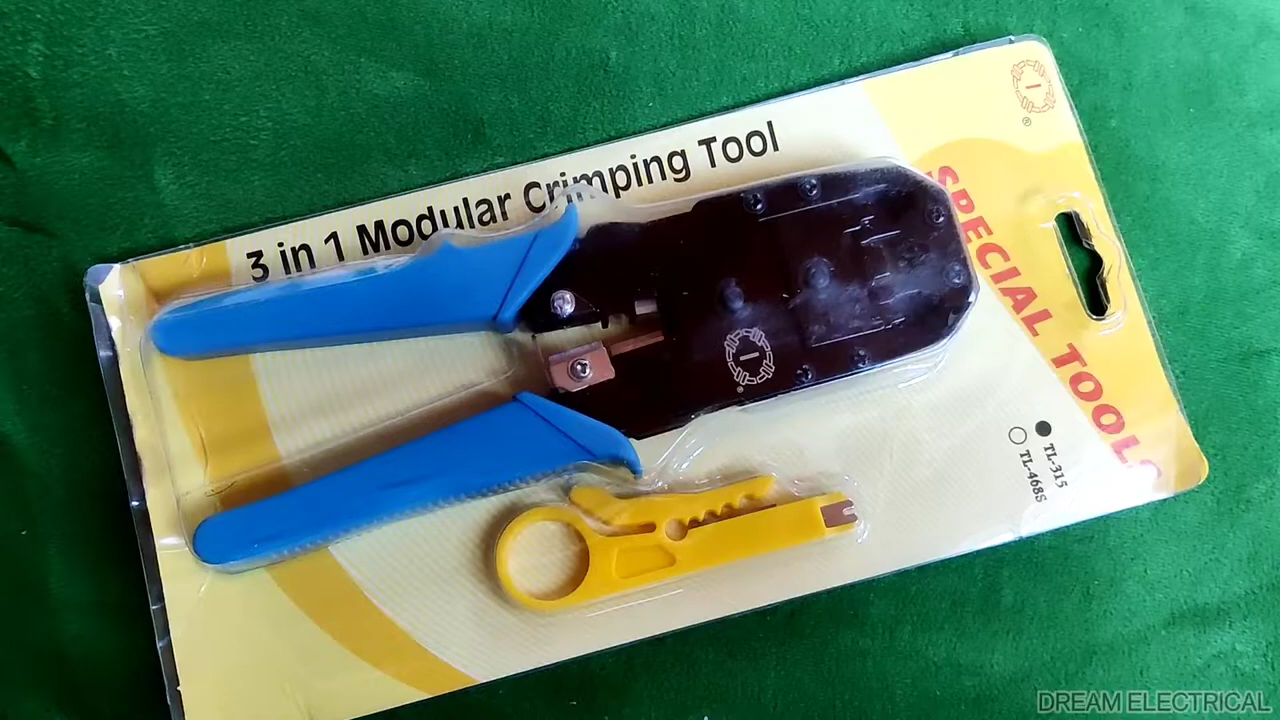 3 in 1 Modular Crimping Tool
SPECIAL TOOLS
TL-315
TL-468S
®
®
DREAM ELECTRICAL